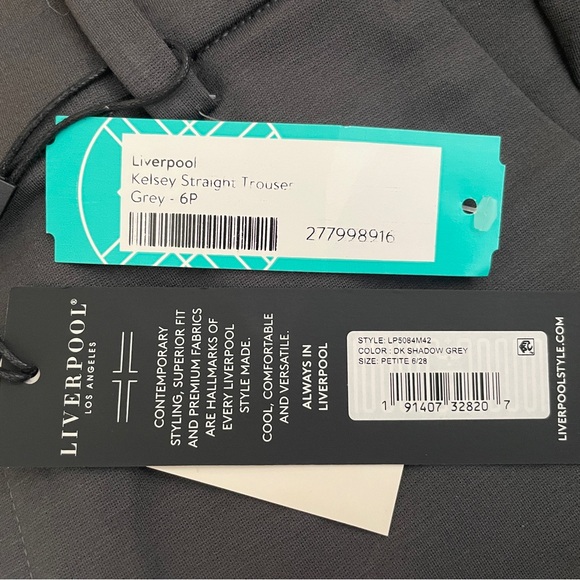 Liverpool
Kelsey Straight Trouser
Grey - 6P
277998916
LIVERPOOL®
LOS ANGELES
CONTEMPORARY
STYLING, SUPERIOR FIT
AND PREMIUM FABRICS
ARE HALLMARKS OF
EVERY LIVERPOOL
STYLE MADE.
COOL, COMFORTABLE
AND VERSATILE.
ALWAYS IN
LIVERPOOL
STYLE: LP5084M42
COLOR : DK SHADOW GREY
SIZE: PETITE 6/28
1 91407 32820 7
LIVERPOOLSTYLE.COM